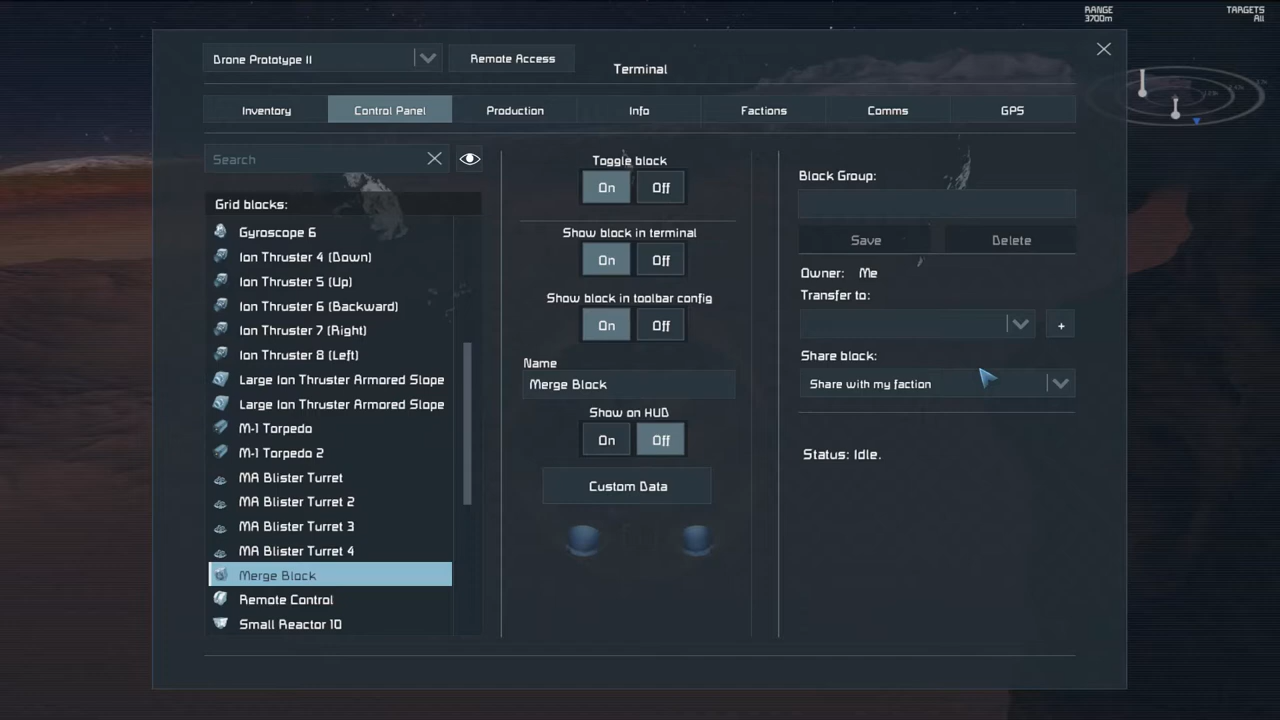 RANGE
3700m
TARGETS
All
Drone Prototype II
Remote Access
Terminal
Inventory
Control Panel
Production
Info
Factions
Comms
GPS
Search
Grid blocks:
Gyroscope 6
Ion Thruster 4 (Down)
Ion Thruster 5 (Up)
Ion Thruster 6 (Backward)
Ion Thruster 7 (Right)
Ion Thruster 8 (Left)
Large Ion Thruster Armored Slope
Large Ion Thruster Armored Slope
M-1 Torpedo
M-1 Torpedo 2
MA Blister Turret
MA Blister Turret 2
MA Blister Turret 3
MA Blister Turret 4
Merge Block
Remote Control
Small Reactor 10
Toggle block
On Off
Show block in terminal
On Off
Show block in toolbar config
On Off
Name
Merge Block
Show on HUD
On Off
Custom Data
Block Group:
Save Delete
Owner: Me
Transfer to:
+
Share block:
Share with my faction
Status: Idle.